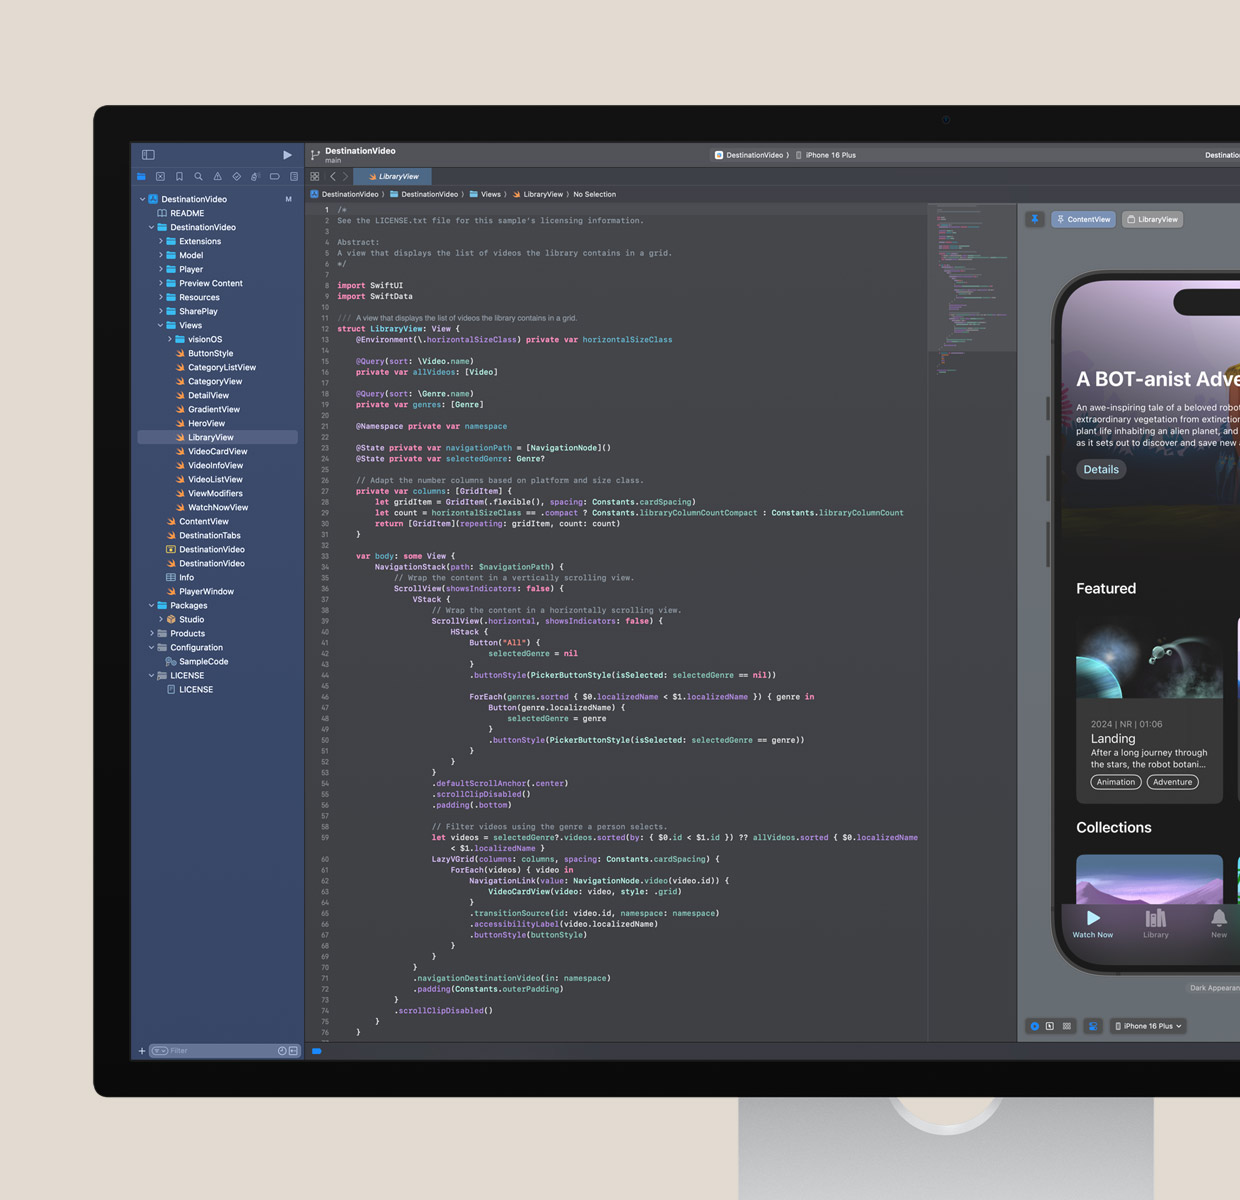 DestinationVideo
main
DestinationVideo ⟩ iPhone 16 Plus
Destinatio
LibraryView
DestinationVideo ⟩ DestinationVideo ⟩ Views ⟩ LibraryView ⟩ No Selection
DestinationVideo M
README
DestinationVideo
Extensions
Model
Player
Preview Content
Resources
SharePlay
Views
visionOS
ButtonStyle
CategoryListView
CategoryView
DetailView
GradientView
HeroView
LibraryView
VideoCardView
VideoInfoView
VideoListView
ViewModifiers
WatchNowView
ContentView
DestinationTabs
DestinationVideo
DestinationVideo
Info
PlayerWindow
Packages
Studio
Products
Configuration
SampleCode
LICENSE
LICENSE
Filter
1 /*
2 See the LICENSE.txt file for this sample's licensing information.
3
4 Abstract:
5 A view that displays the list of videos the library contains in a grid.
6 */
7
8 import SwiftUI
9 import SwiftData
10
11 /// A view that displays the list of videos the library contains in a grid.
12 struct LibraryView: View {
13 @Environment(\.horizontalSizeClass) private var horizontalSizeClass
14
15 @Query(sort: \Video.name)
16 private var allVideos: [Video]
17
18 @Query(sort: \Genre.name)
19 private var genres: [Genre]
20
21 @Namespace private var namespace
22
23 @State private var navigationPath = [NavigationNode]()
24 @State private var selectedGenre: Genre?
25
26 // Adapt the number columns based on platform and size class.
27 private var columns: [GridItem] {
28 let gridItem = GridItem(.flexible(), spacing: Constants.cardSpacing)
29 let count = horizontalSizeClass == .compact ? Constants.libraryColumnCountCompact : Constants.libraryColumnCount
30 return [GridItem](repeating: gridItem, count: count)
31 }
32
33 var body: some View {
34 NavigationStack(path: $navigationPath) {
35 // Wrap the content in a vertically scrolling view.
36 ScrollView(showsIndicators: false) {
37 VStack {
38 // Wrap the content in a horizontally scrolling view.
39 ScrollView(.horizontal, showsIndicators: false) {
40 HStack {
41 Button("All") {
42 selectedGenre = nil
43 }
44 .buttonStyle(PickerButtonStyle(isSelected: selectedGenre == nil))
45
46 ForEach(genres.sorted { $0.localizedName < $1.localizedName }) { genre in
47 Button(genre.localizedName) {
48 selectedGenre = genre
49 }
50 .buttonStyle(PickerButtonStyle(isSelected: selectedGenre == genre))
51 }
52 }
53 }
54 .defaultScrollAnchor(.center)
55 .scrollClipDisabled()
56 .padding(.bottom)
57
58 // Filter videos using the genre a person selects.
59 let videos = selectedGenre?.videos.sorted(by: { $0.id < $1.id }) ?? allVideos.sorted { $0.localizedName
< $1.localizedName }
60 LazyVGrid(columns: columns, spacing: Constants.cardSpacing) {
61 ForEach(videos) { video in
62 NavigationLink(value: NavigationNode.video(video.id)) {
63 VideoCardView(video: video, style: .grid)
64 }
65 .transitionSource(id: video.id, namespace: namespace)
66 .accessibilityLabel(video.localizedName)
67 .buttonStyle(buttonStyle)
68 }
69 }
70 }
71 .navigationDestinationVideo(in: namespace)
72 .padding(Constants.outerPadding)
73 }
74 .scrollClipDisabled()
75 }
76 }
ContentView
LibraryView
A BOT-anist Adve
An awe-inspiring tale of a beloved robot
extraordinary vegetation from extinction
plant life inhabiting an alien planet, and
as it sets out to discover and save new
Details
Featured
2024 | NR | 01:06
Landing
After a long journey through
the stars, the robot botani...
Animation
Adventure
Collections
Watch Now
Library
New
Dark Appearan
iPhone 16 Plus